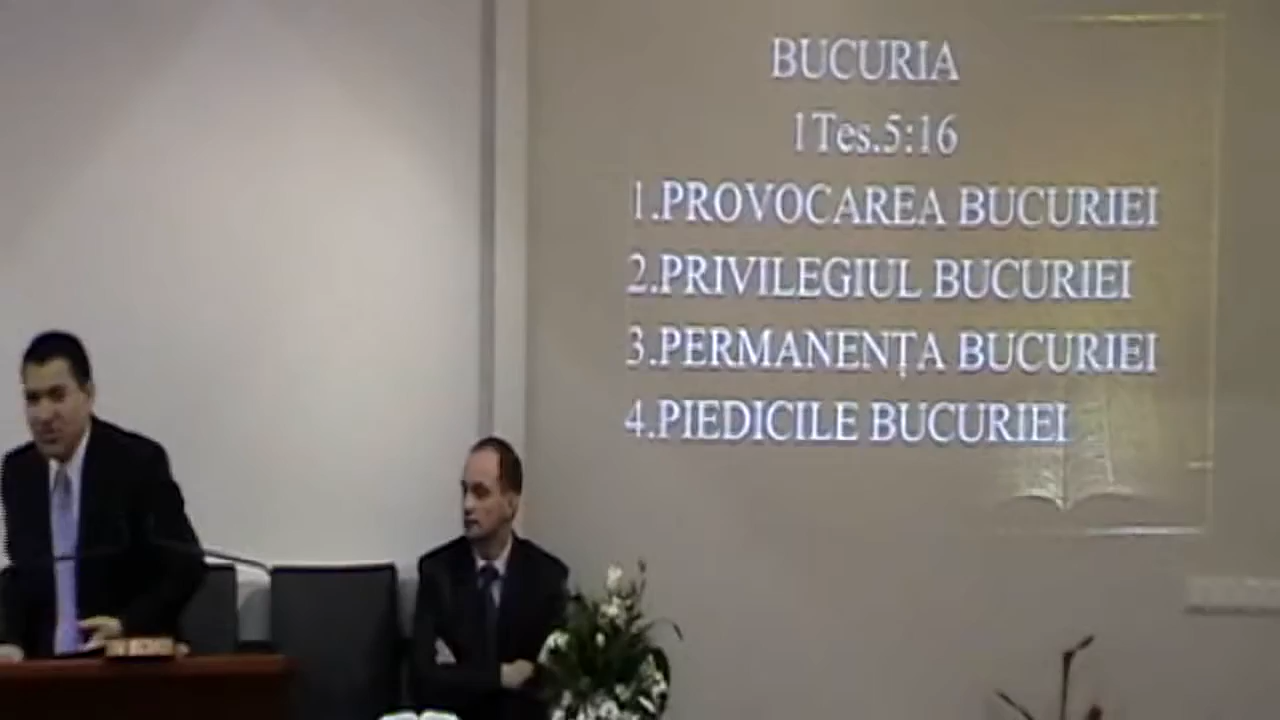 BUCURIA
1Tes.5:16
1.PROVOCAREA BUCURIEI
2.PRIVILEGIUL BUCURIEI
3.PERMANENȚA BUCURIEI
4.PIEDICILE BUCURIEI